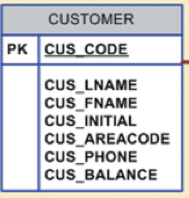 CUSTOMER
PK CUS_CODE
CUS_LNAME
CUS_FNAME
CUS_INITIAL
CUS_AREACODE
CUS_PHONE
CUS_BALANCE